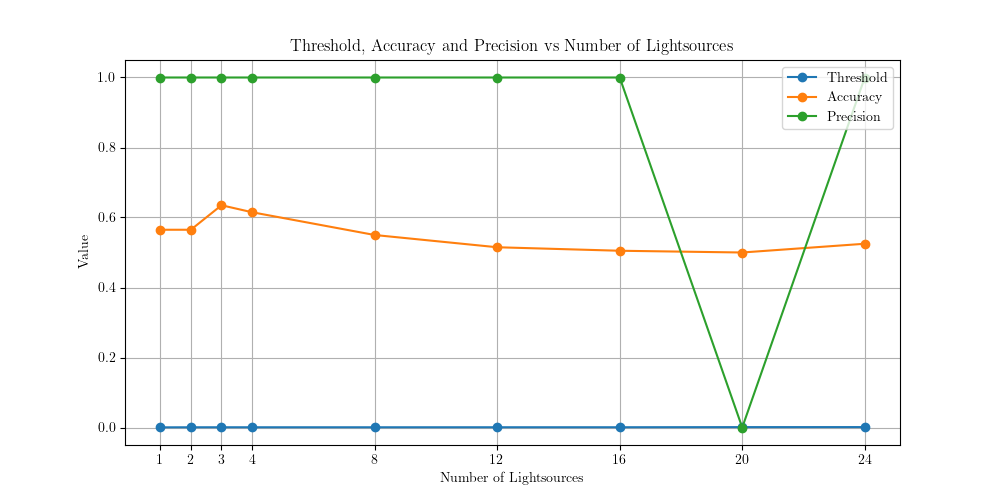 Threshold, Accuracy and Precision vs Number of Lightsources
1.0
0.8
0.6
0.4
0.2
0.0
Value
Threshold
Accuracy
Precision
1 2 3 4 8 12 16 20 24
Number of Lightsources